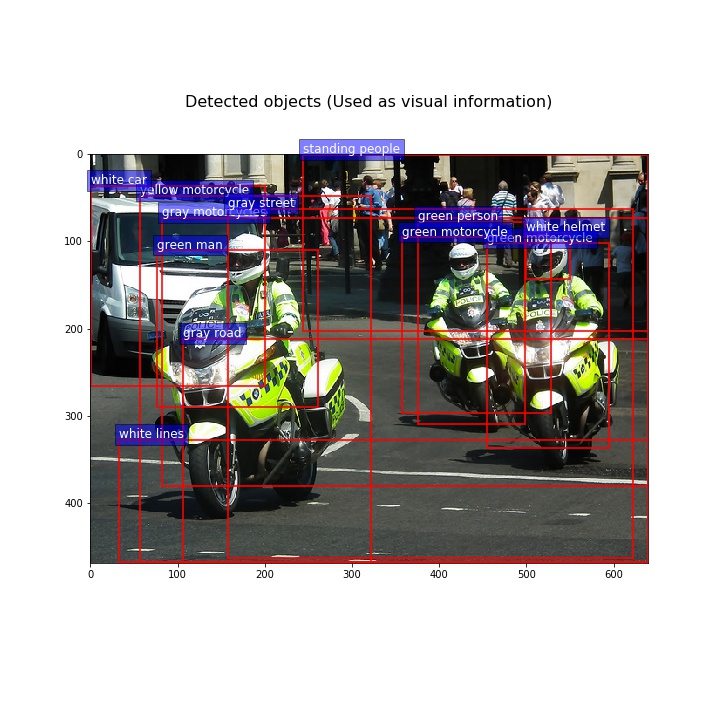 Detected objects (Used as visual information)
standing people
0
white car
yellow motorcycle
gray street
gray motorcycles
green person
white helmet
green motorcycle
green motorcycle
100
green man
POLICE
POLICE
200
gray road
300
white lines
400
0
100
200
300
400
500
600